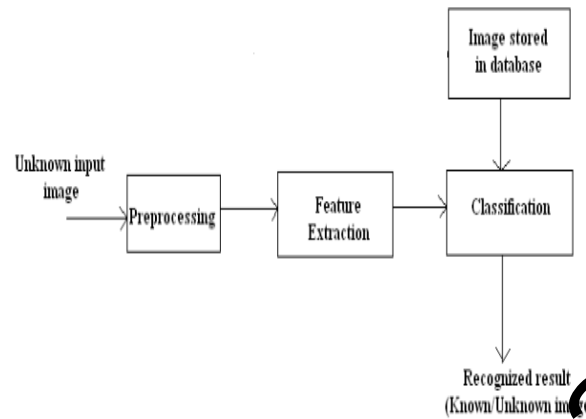 Image stored
in database
Unknown input
image
Preprocessing
Feature
Extraction
Classification
Recognized result
(Known/Unknown